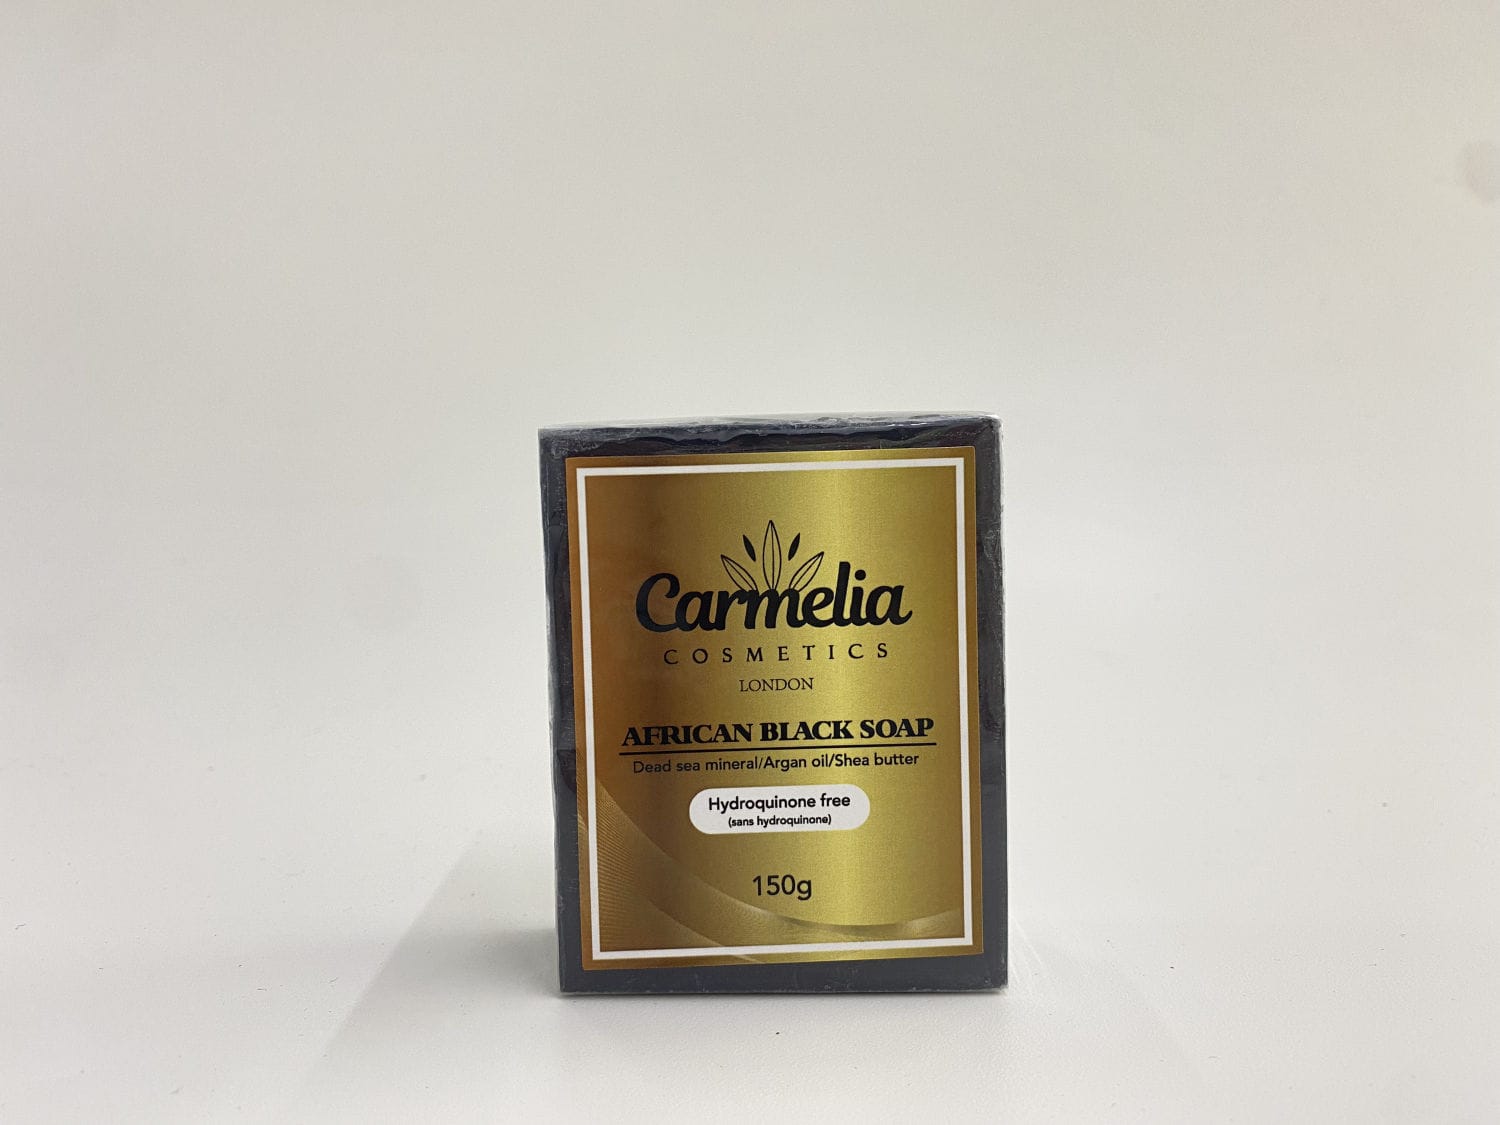 Carmelia
COSMETICS
LONDON
AFRICAN BLACK SOAP
Dead sea mineral/Argan oil/Shea butter
Hydroquinone free
(sans hydroquinone)
150g